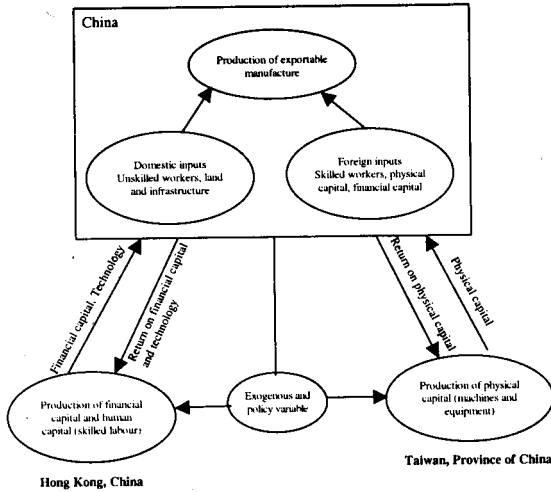 China
Production of exportable
manufacture
Domestic inputs
Unskilled workers, land
and infrastructure
Foreign inputs
Skilled workers, physical
capital, financial capital
Financial capital, Technology
Return on financial capital
and technology
Return on physical capital
Physical capital
Production of financial
capital and human
capital (skilled labour)
Exogenous and
policy variable
Production of physical
capital (machines and
equipment)
Hong Kong, China
Taiwan, Province of China